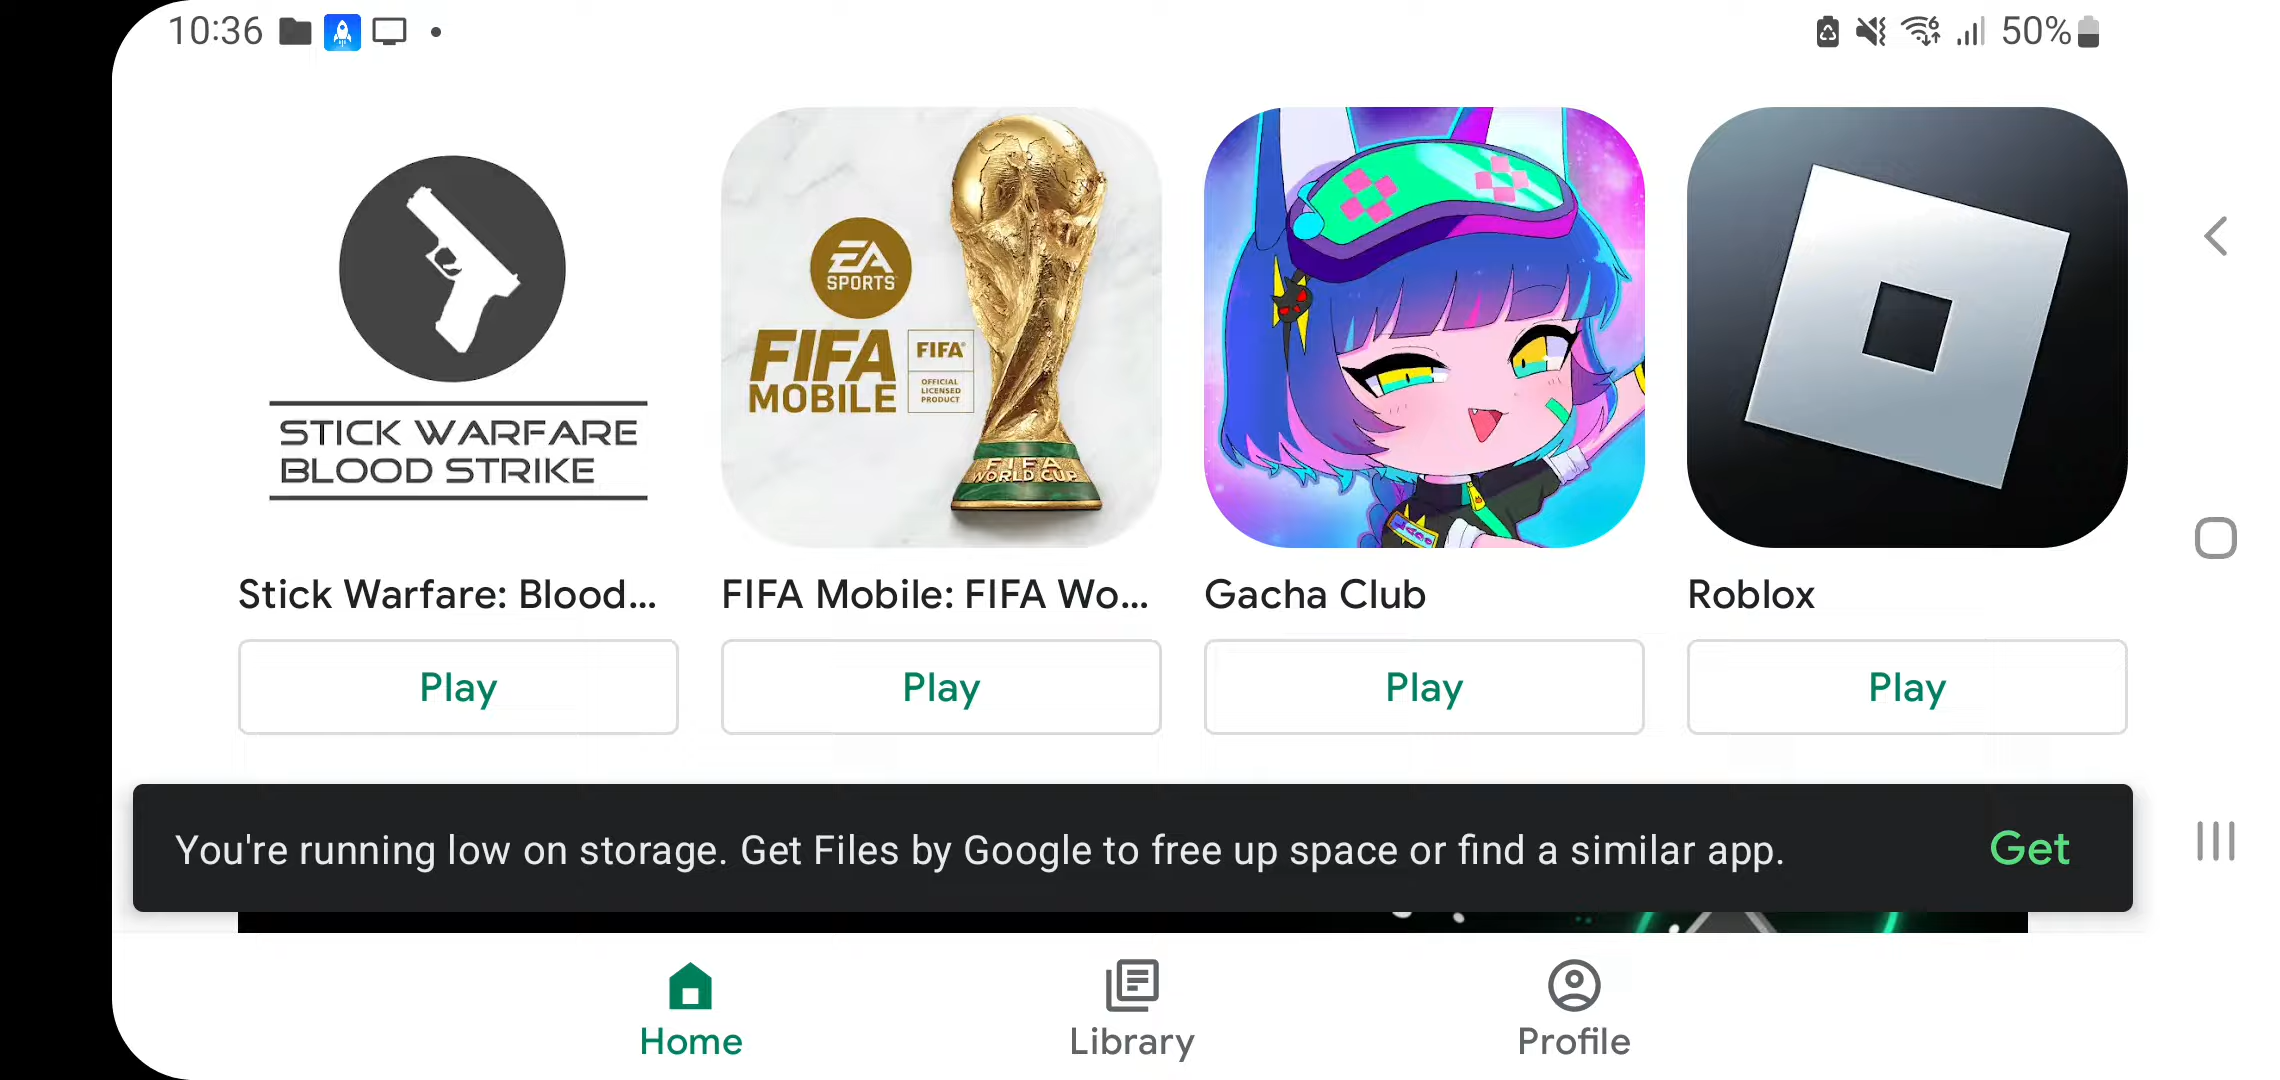 10:36
50%
STICK WARFARE
BLOOD STRIKE
EA
SPORTS
FIFA
MOBILE
FIFA
OFFICIAL
LICENSED
PRODUCT
FIFA
WORLD CUP
Stick Warfare: Blood...
FIFA Mobile: FIFA Wo...
Gacha Club
Roblox
Play
Play
Play
Play
You're running low on storage. Get Files by Google to free up space or find a similar app.
Get
Home
Library
Profile